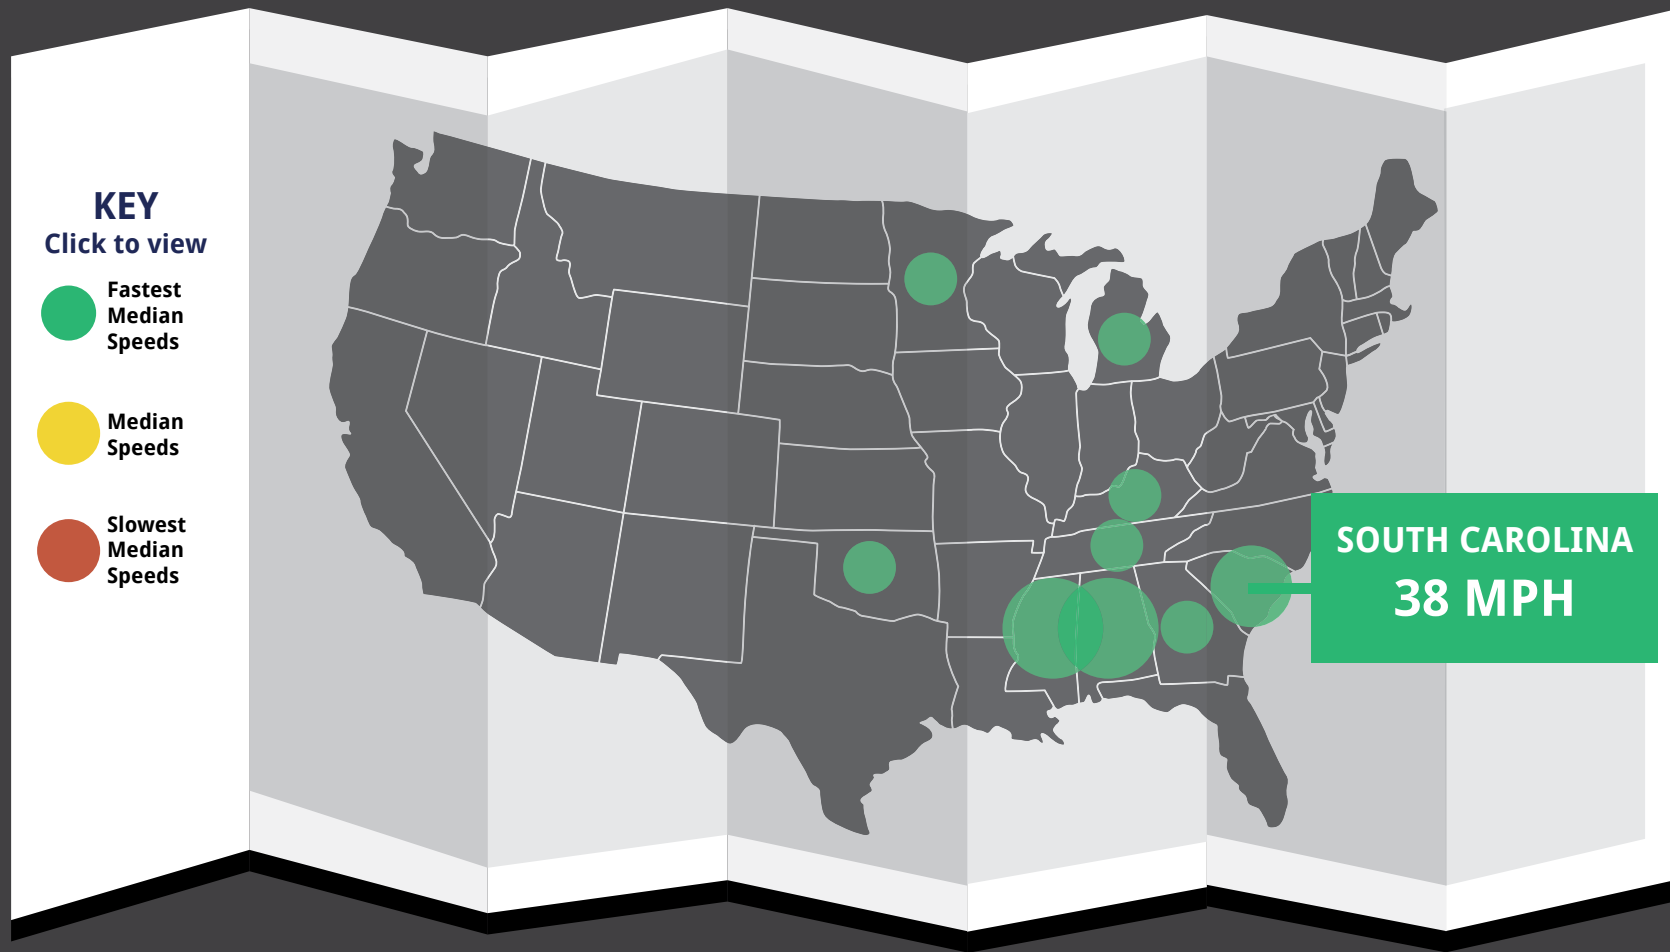 KEY
Click to view
Fastest
Median
Speeds
Median
Speeds
Slowest
Median
Speeds
SOUTH CAROLINA
38 MPH